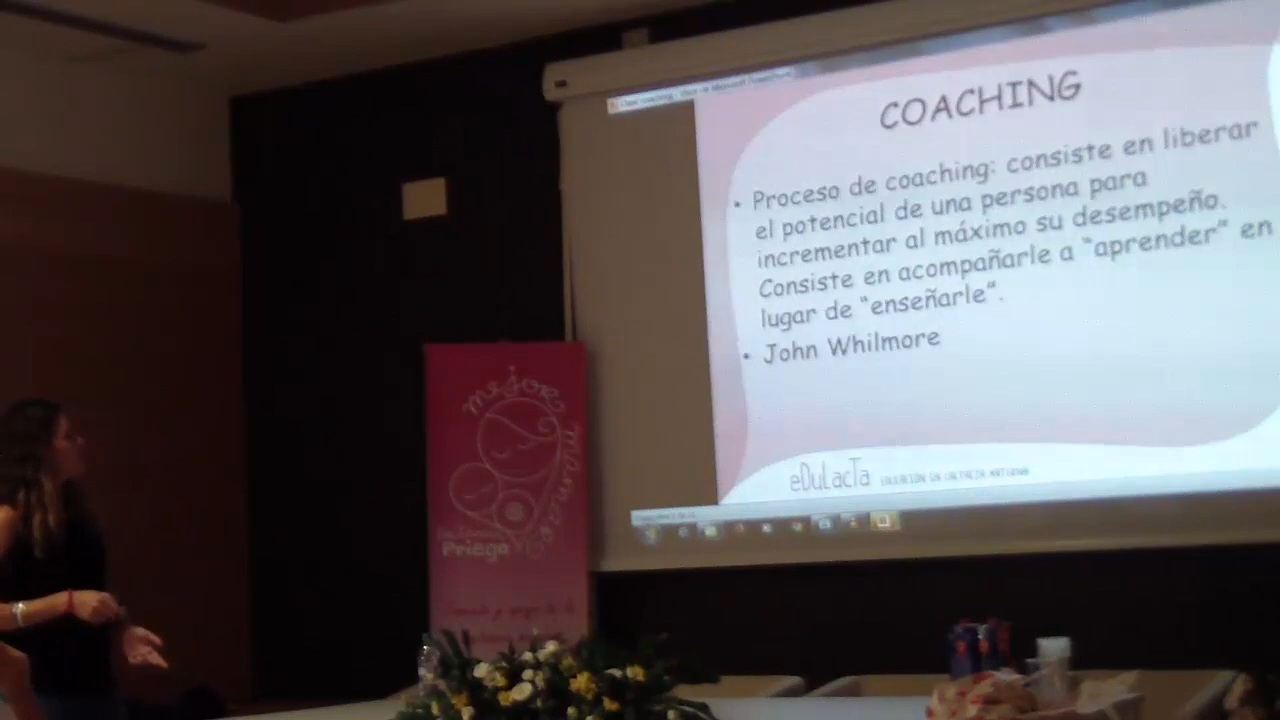 COACHING
• Proceso de coaching: consiste en liberar
el potencial de una persona para
incrementar al máximo su desempeño.
Consiste en acompañarle a “aprender” en
lugar de “enseñarle”.
• John Whilmore
eDuLacTa
mejor
Priego